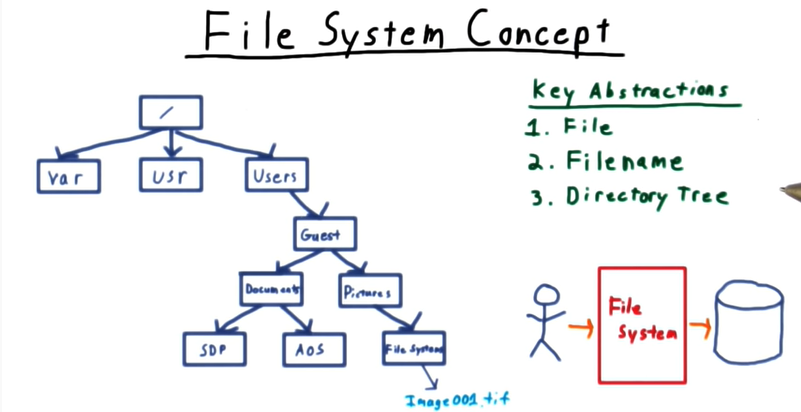 File System Concept
Key Abstractions
1. File
2. Filename
3. Directory Tree
/
Var
USr
Users
Guest
Documents
Pictures
SDP
AOS
File System
Image001.tif
File
System